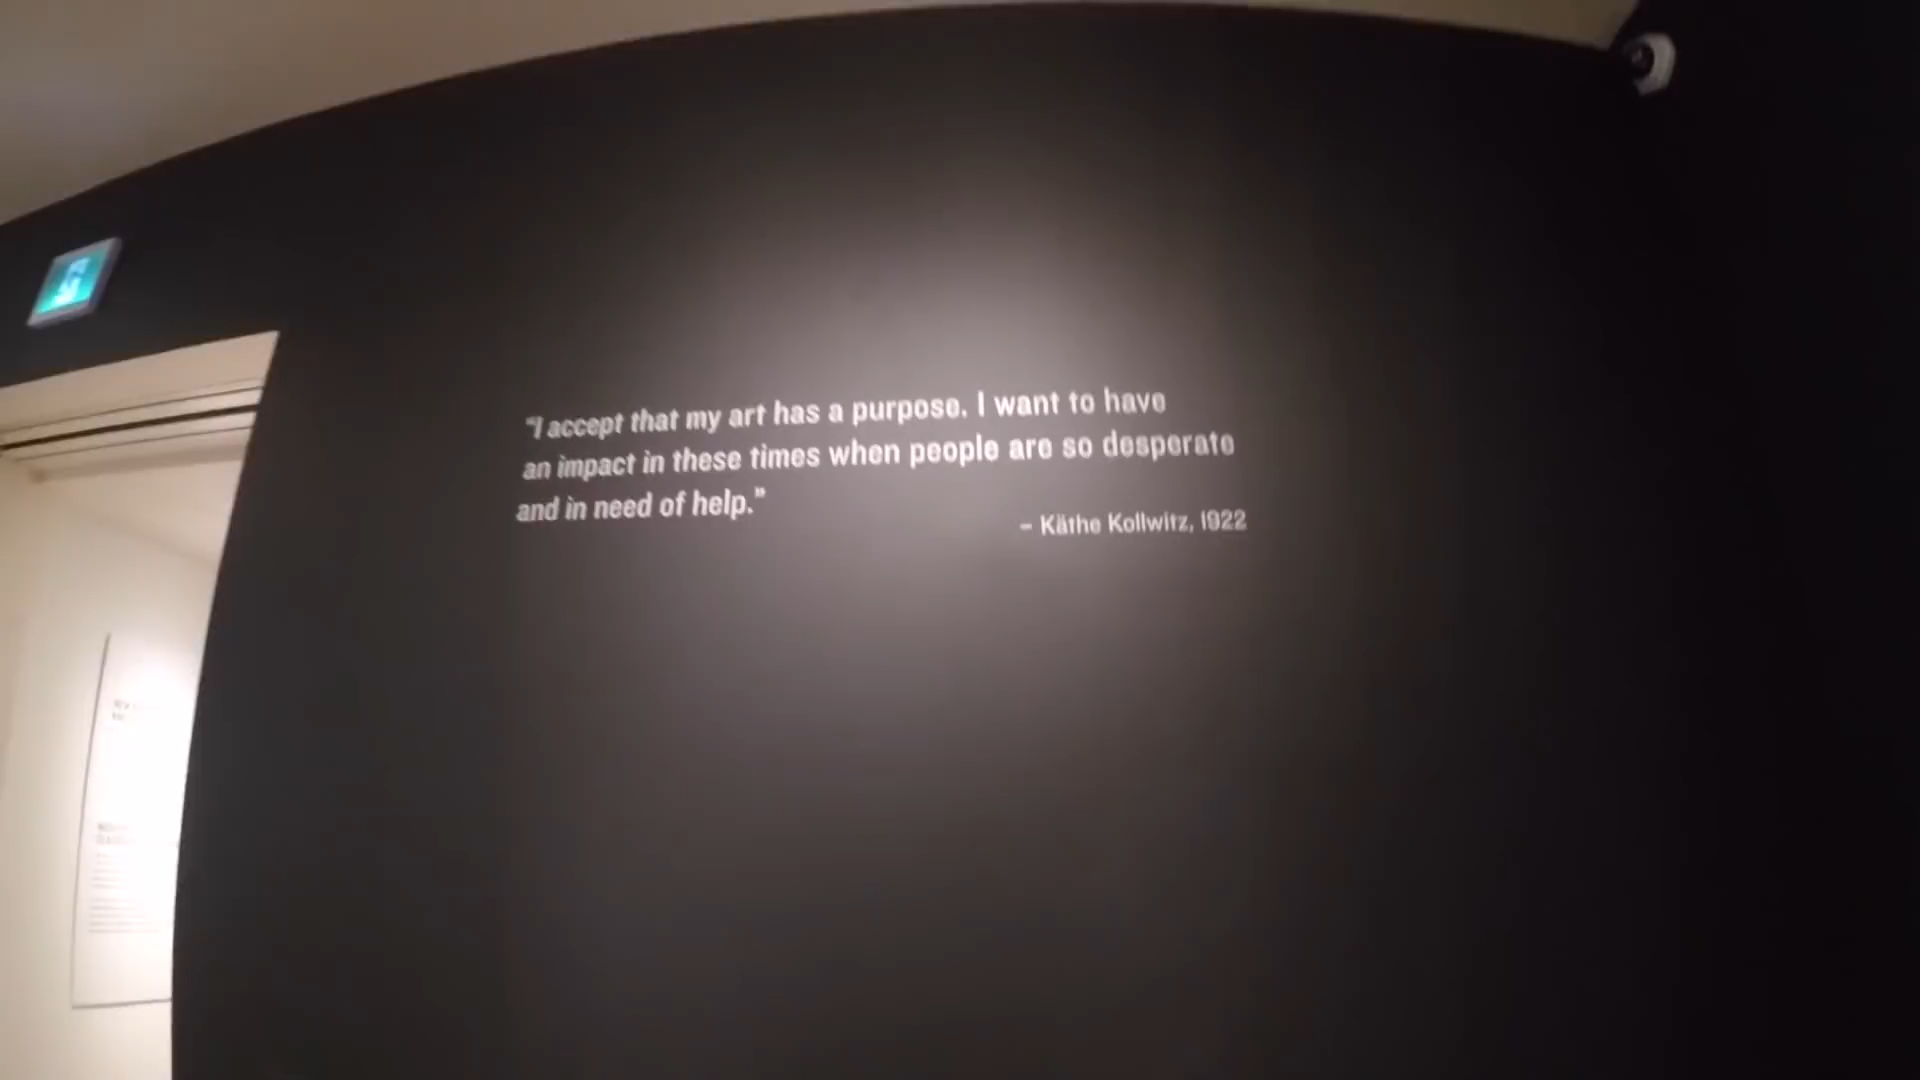 "I accept that my art has a purpose. I want to have
an impact in these times when people are so desperate
and in need of help."
– Käthe Kollwitz, 1922